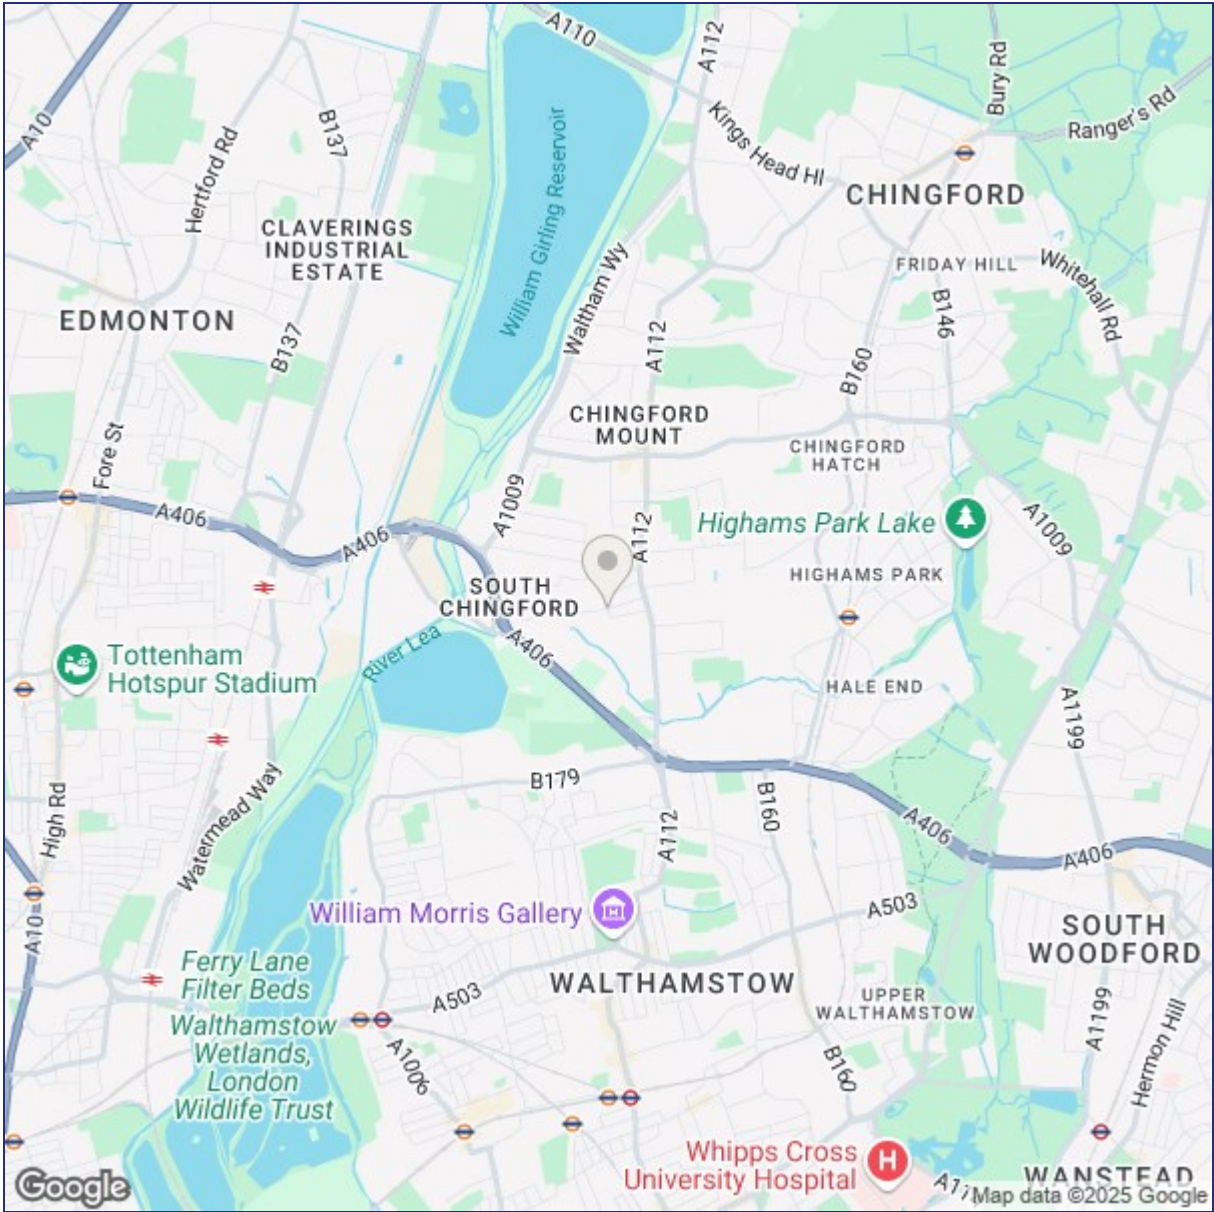 A110
A112
A10
B137
Hertford Rd
Bury Rd
Ranger's Rd
Kings Head Hl
CHINGFORD
William Girling Reservoir
CLAVERINGS
INDUSTRIAL
ESTATE
Waltham Wy
FRIDAY HILL
Whitehall Rd
EDMONTON
B137
A112
B146
B160
CHINGFORD
MOUNT
CHINGFORD
HATCH
Fore St
A406
A406
A1009
A112
Highams Park Lake
A1009
HIGHAMS PARK
SOUTH
CHINGFORD
A406
River Lea
Tottenham
Hotspur Stadium
HALE END
A1199
B179
B160
High Rd
Watermead Way
A112
A406
A406
William Morris Gallery
A503
A10
SOUTH
WOODFORD
Ferry Lane
Filter Beds
WALTHAMSTOW
A503
UPPER
WALTHAMSTOW
Walthamstow
Wetlands,
London
Wildlife Trust
A1006
B160
A1199
Hermon Hill
Whipps Cross
University Hospital
H
WANSTEAD
Google
Map data ©2025 Google